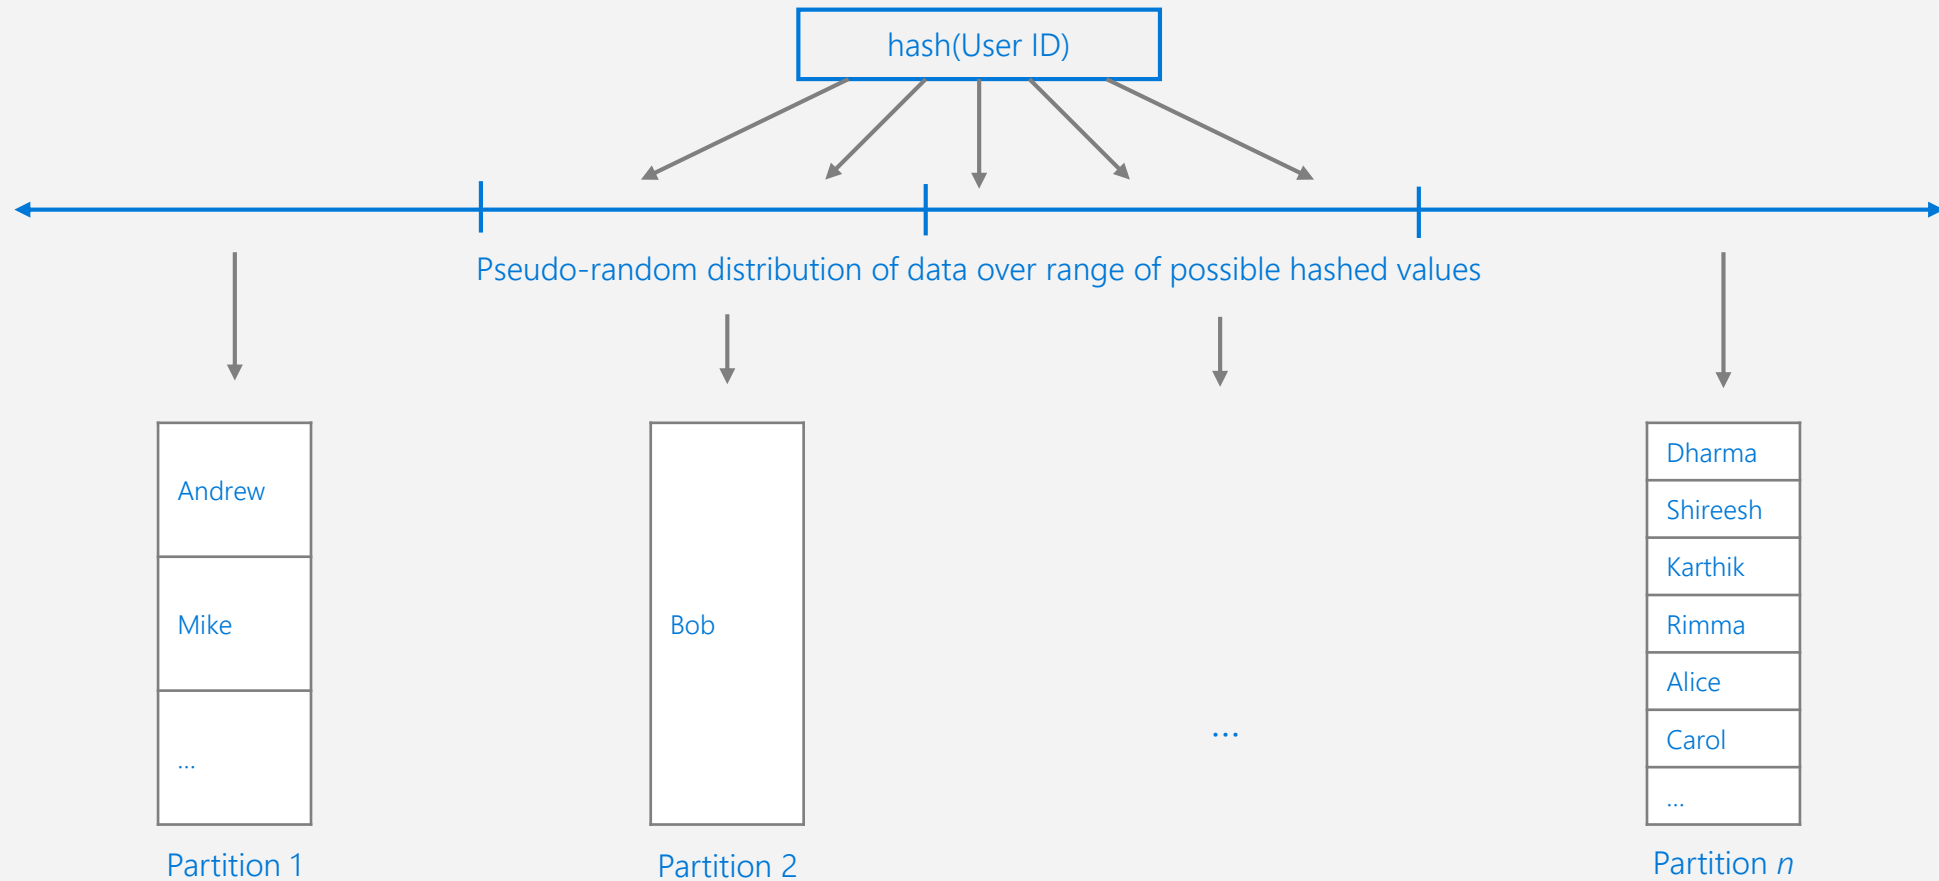 hash(User ID)
Pseudo-random distribution of data over range of possible hashed values
Andrew
Mike
...
Partition 1
Bob
Partition 2
...
Dharma
Shireesh
Karthik
Rimma
Alice
Carol
...
Partition n